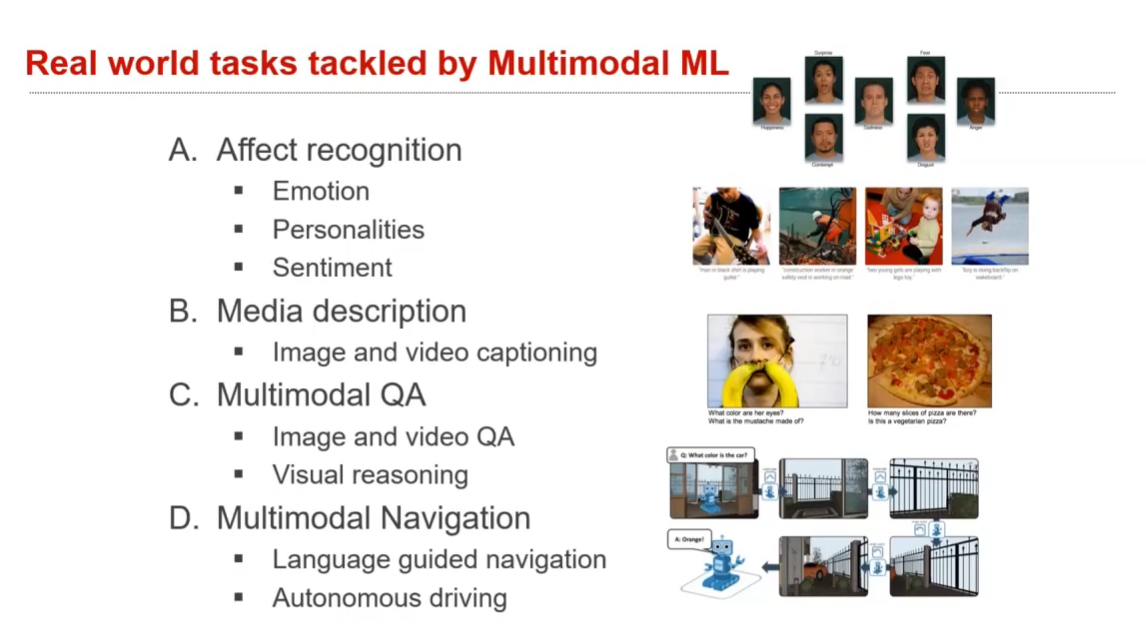 Real world tasks tackled by Multimodal ML
A. Affect recognition
▪ Emotion
▪ Personalities
▪ Sentiment
B. Media description
▪ Image and video captioning
C. Multimodal QA
▪ Image and video QA
▪ Visual reasoning
D. Multimodal Navigation
▪ Language guided navigation
▪ Autonomous driving
Surprise
Fear
Happiness
Sadness
Anger
Contempt
Disgust
"man in black shirt is playing
guitar."
"construction worker in orange
safety vest is working on road."
"two young girls are playing with
lego toy."
"boy is doing backflip on
wakeboard."
What color are her eyes?
What is the mustache made of?
How many slices of pizza are there?
Is this a vegetarian pizza?
Q: What color is the car?
A: Orange!